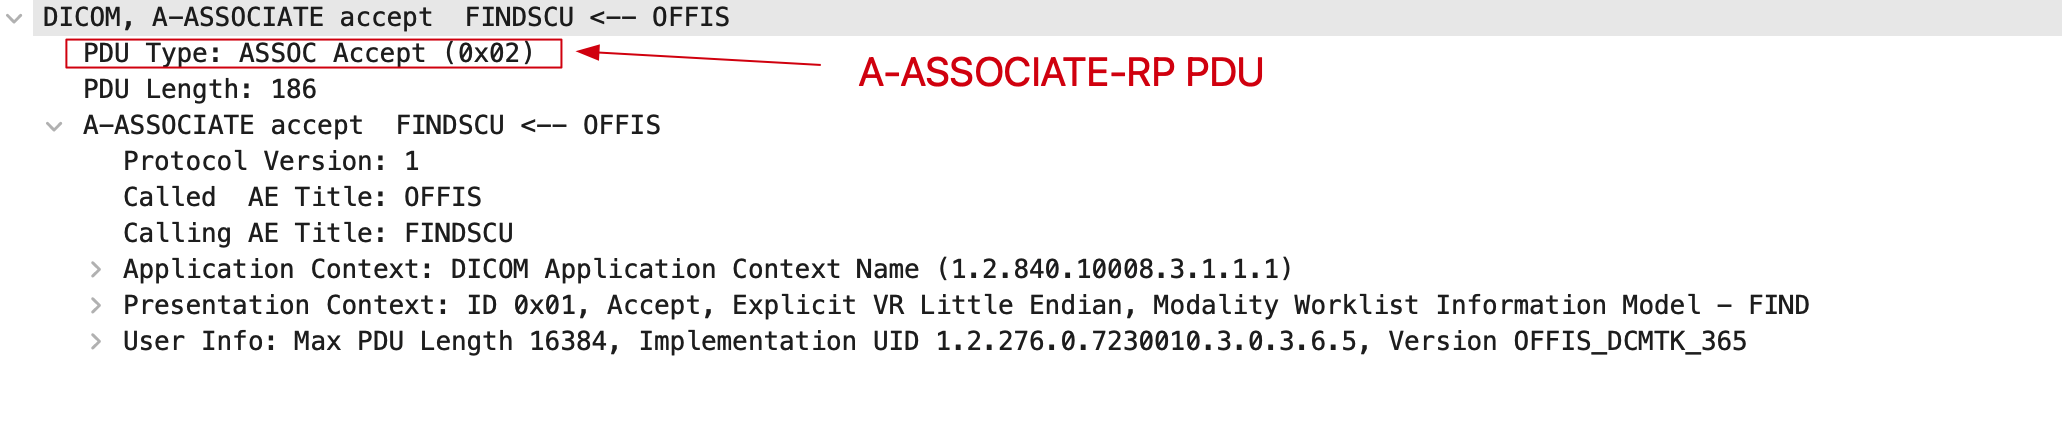 DICOM, A-ASSOCIATE accept  FINDSCU <-- OFFIS
PDU Type: ASSOC Accept (0x02)
A-ASSOCIATE-RP PDU
PDU Length: 186
A-ASSOCIATE accept  FINDSCU <-- OFFIS
Protocol Version: 1
Called  AE Title: OFFIS
Calling AE Title: FINDSCU
Application Context: DICOM Application Context Name (1.2.840.10008.3.1.1.1)
Presentation Context: ID 0x01, Accept, Explicit VR Little Endian, Modality Worklist Information Model - FIND
User Info: Max PDU Length 16384, Implementation UID 1.2.276.0.7230010.3.0.3.6.5, Version OFFIS_DCMTK_365